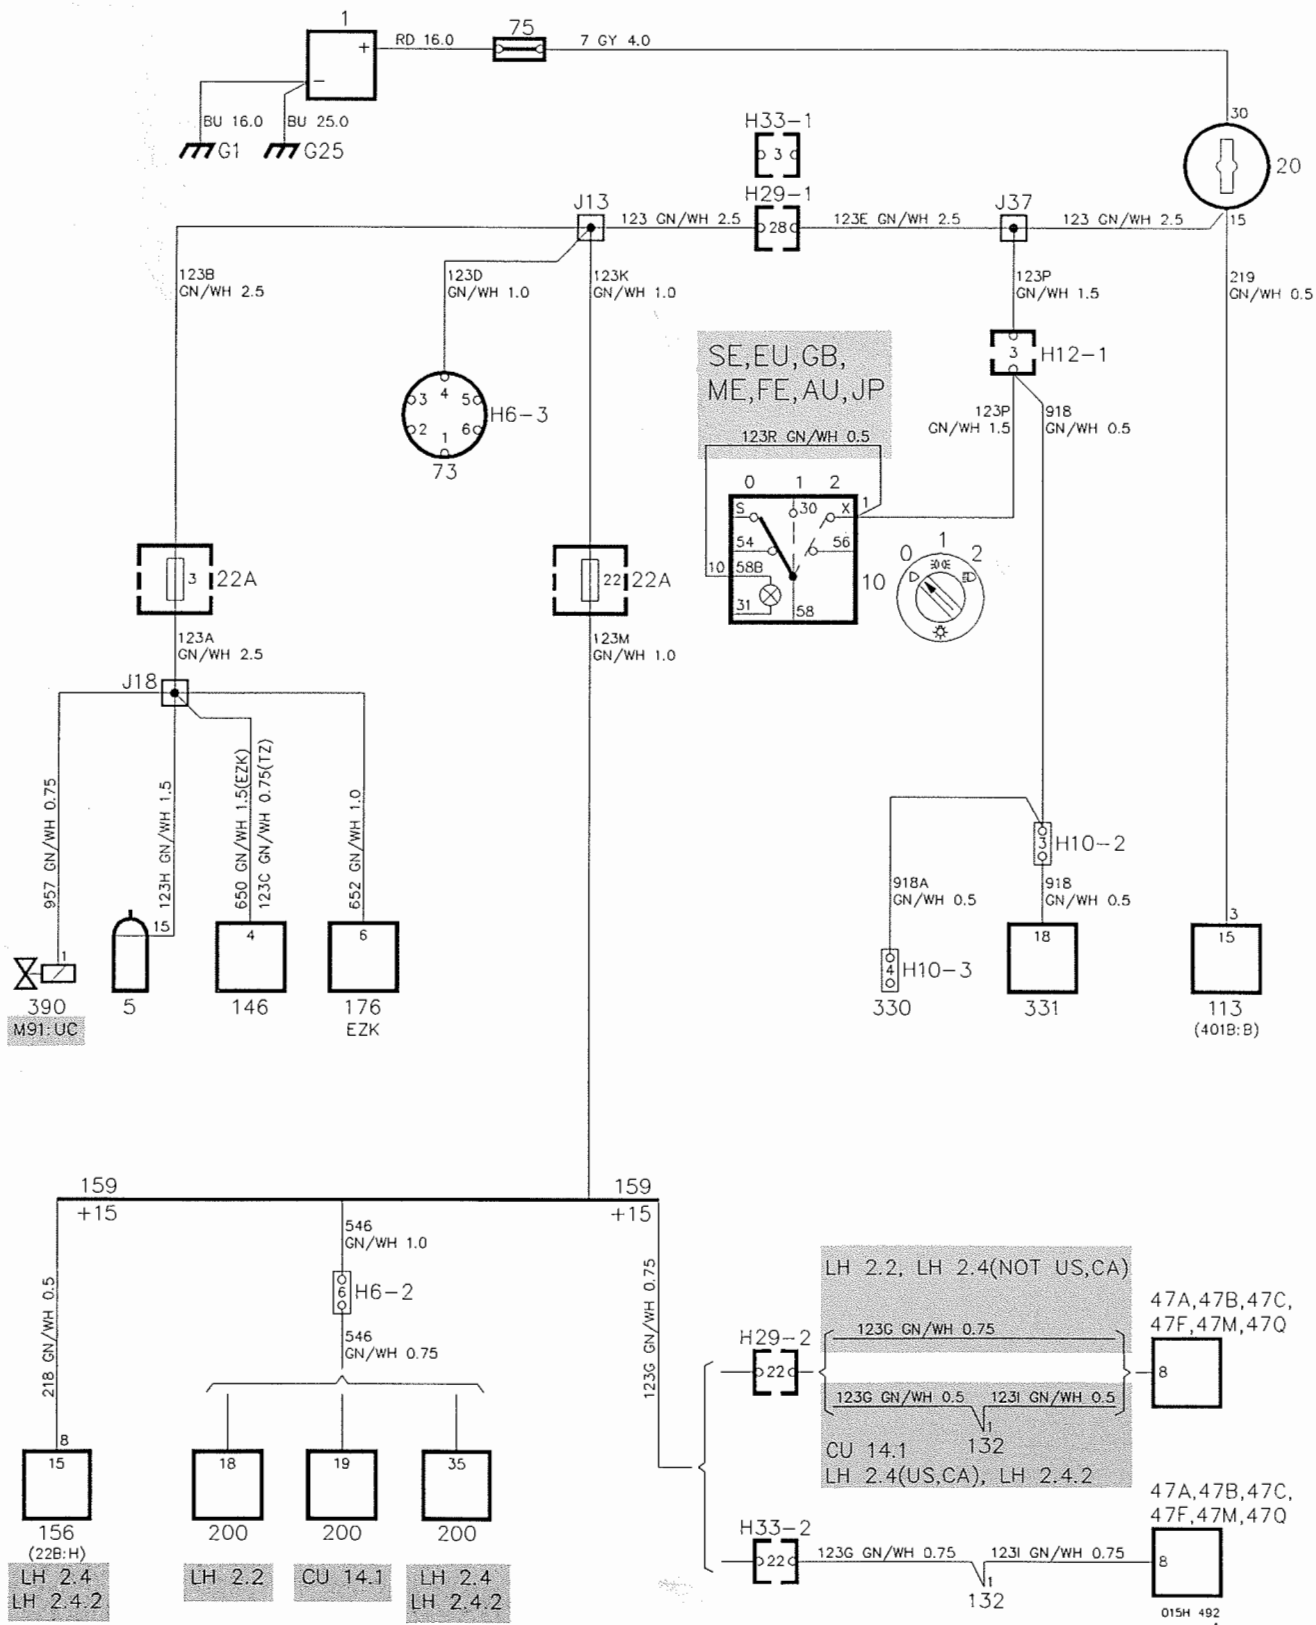 1
75
RD 16.0
7 GY 4.0
+
−
BU 16.0
BU 25.0
G1
G25
30
20
15
H33-1
3
H29-1
28
J13
123 GN/WH 2.5
123E GN/WH 2.5
J37
123 GN/WH 2.5
123B
GN/WH 2.5
123D
GN/WH 1.0
123K
GN/WH 1.0
123P
GN/WH 1.5
219
GN/WH 0.5
SE,EU,GB,
ME,FE,AU,JP
3
H12-1
4
3
5
2
1
6
H6-3
73
123R GN/WH 0.5
123P
GN/WH 1.5
918
GN/WH 0.5
0
1
2
S
30
X
1
54
56
10
58B
31
58
10
0
1
2
3
22A
22
22A
123A
GN/WH 2.5
123M
GN/WH 1.0
J18
957 GN/WH 0.75
123H GN/WH 1.5
650 GN/WH 1.5(EZK)
123C GN/WH 0.75(TZ)
652 GN/WH 1.0
3
H10-2
918A
GN/WH 0.5
918
GN/WH 0.5
1
15
4
6
4
H10-3
18
3
15
390
M91:UC
5
146
176
EZK
330
331
113
(401B:B)
159
+15
159
+15
546
GN/WH 1.0
6
H6-2
546
GN/WH 0.75
218 GN/WH 0.5
123G GN/WH 0.75
LH 2.2, LH 2.4(NOT US,CA)
47A,47B,47C,
47F,47M,47Q
H29-2
22
123G GN/WH 0.75
8
123G GN/WH 0.5
123I GN/WH 0.5
1
132
CU 14.1
LH 2.4(US,CA), LH 2.4.2
8
15
18
19
35
156
(22B:H)
LH 2.4
LH 2.4.2
200
LH 2.2
200
CU 14.1
200
LH 2.4
LH 2.4.2
H33-2
22
123G GN/WH 0.75
123I GN/WH 0.75
1
132
47A,47B,47C,
47F,47M,47Q
8
015H 492